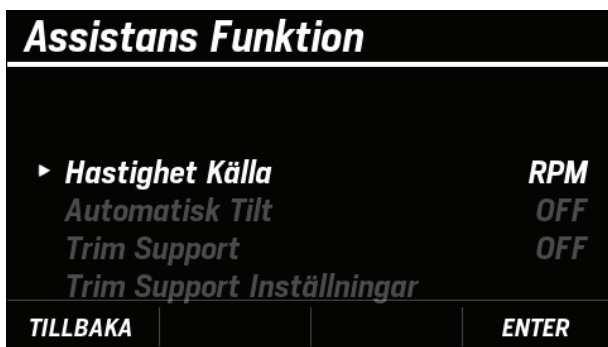 Assistans Funktion
▸ Hastighet Källa RPM
Automatisk Tilt OFF
Trim Support OFF
Trim Support Inställningar
TILLBAKA ENTER